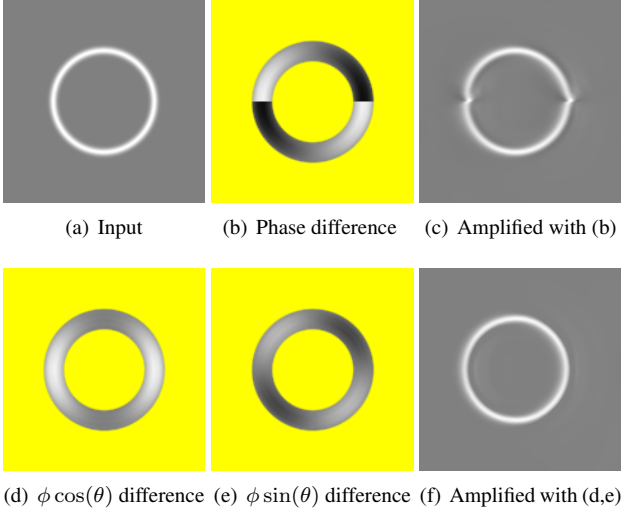 (a) Input
(b) Phase difference
(c) Amplified with (b)
(d) ϕ cos(θ) difference
(e) ϕ sin(θ) difference
(f) Amplified with (d,e)